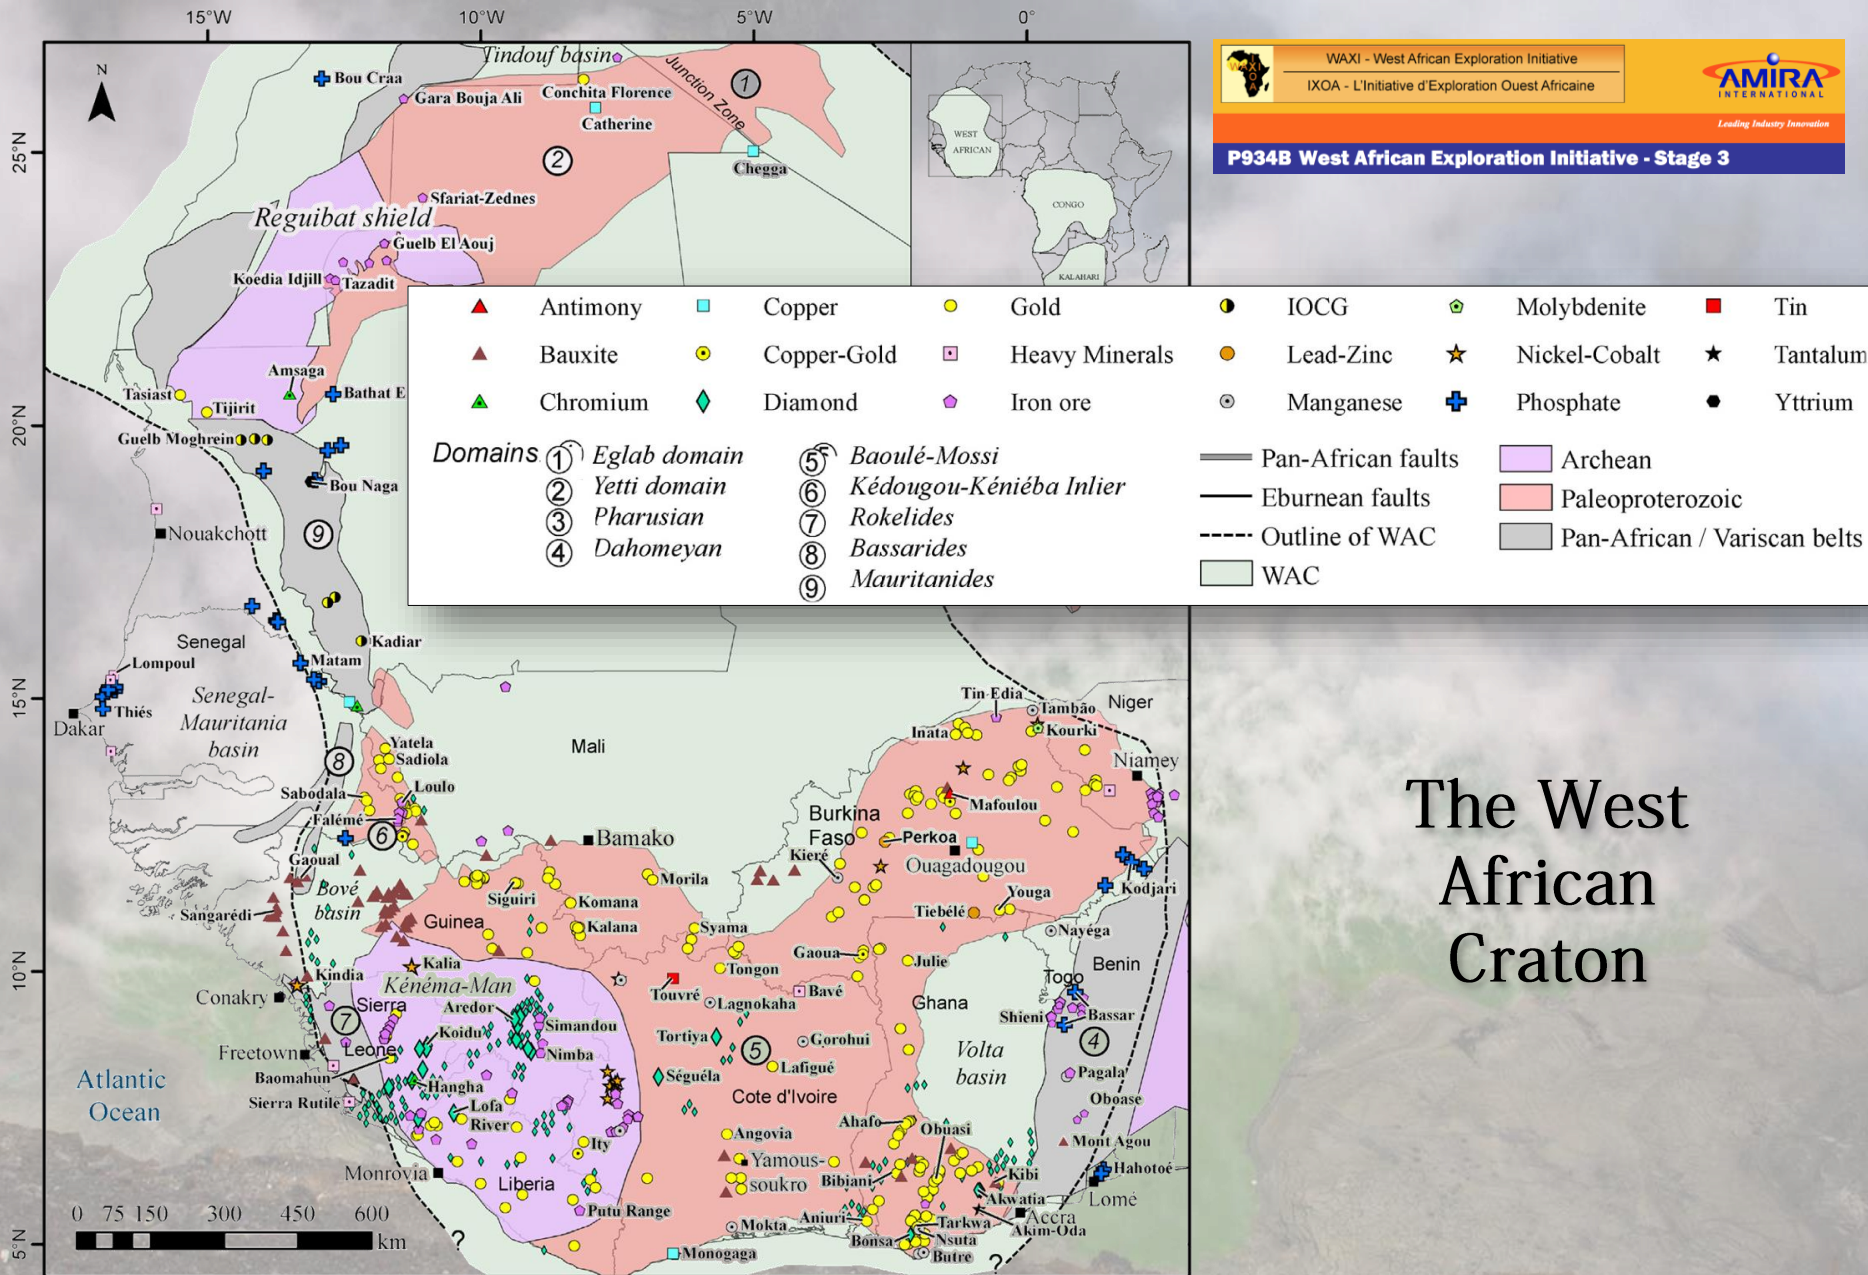 15°W
10°W
5°W
0°
N
25°N
20°N
15°N
10°N
5°N
Tindouf basin
Junction Zone
Bou Craa
Gara Bouja Ali
Conchita Florence
Catherine
1
2
Chegga
Sfariat-Zednes
Reguibat shield
Guelb El Aouj
Koedia Idjill
Tazadit
WEST
AFRICAN
CONGO
KALAHARI
WAXI - West African Exploration Initiative
IXOA - L'Initiative d'Exploration Ouest Africaine
AMIRA
INTERNATIONAL
Leading Industry Innovation
P934B West African Exploration Initiative - Stage 3
Antimony
Copper
Gold
IOCG
Molybdenite
Tin
Bauxite
Copper-Gold
Heavy Minerals
Lead-Zinc
Nickel-Cobalt
Tantalum
Chromium
Diamond
Iron ore
Manganese
Phosphate
Yttrium
Domains
1 Eglab domain
2 Yetti domain
3 Pharusian
4 Dahomeyan
5 Baoulé-Mossi
6 Kédougou-Kéniéba Inlier
7 Rokelides
8 Bassarides
9 Mauritanides
Pan-African faults
Eburnean faults
Outline of WAC
WAC
Archean
Paleoproterozoic
Pan-African / Variscan belts
Amsaga
Tasiast
Tijirit
Bathat E
Guelb Moghrein
Bou Naga
Nouakchott
9
Kadiar
Senegal
Matam
Lompoul
Thiés
Dakar
Senegal-
Mauritania
basin
Mali
8
Yatela
Sadiola
Sabodala
Loulo
Falémé
6
Gaoual
Bové
basin
Sangarédi
Guinea
Bamako
Siguiri
Morila
Komana
Kalana
Syama
Tongon
Tin-Edia
Tambão
Niger
Inata
Kourki
Niamey
Mafoulou
Burkina
Faso
Perkoa
Kieré
Ouagadougou
Youga
Kodjari
Tiebélé
Nayéga
Gaoua
Julie
Benin
Togo
Kindia
Kalia
Kénéma-Man
Conakry
Sierra
Leone
Aredor
Simandou
7
Koidu
Nimba
Freetown
Baomahun
Hangha
Sierra Rutile
Lofa
River
Atlantic
Ocean
Touvré
Bavé
Lagnokaha
Ghana
Shieni
Bassar
Tortiya
5
Gorohui
4
Séguéla
Lafigué
Volta
basin
Pagala
Cote d'Ivoire
Oboase
Ahafo
Obuasi
Angovia
Mont Agou
Ity
Yamous-
soukro
Bibiani
Kibi
Hahotoé
Monrovia
Liberia
Akwatia
Lomé
Putu Range
Accra
Akim-Oda
Mokta
Aniuri
Tarkwa
Bonsa
Nsuta
Butre
Monogaga
?
?
0 75 150 300 450 600
km
The West
African
Craton